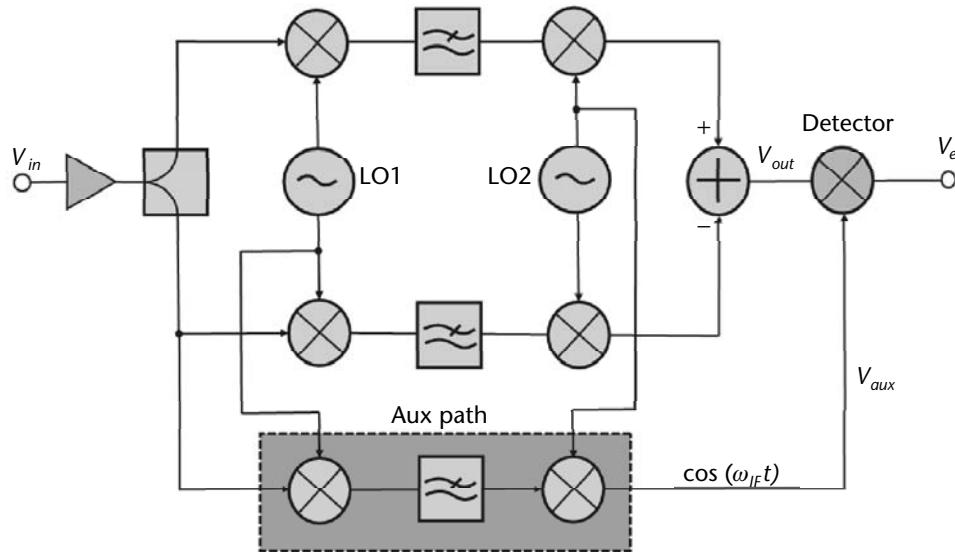 V_in
LO1
LO2
+
−
V_out
Detector
V_e
V_aux
Aux path
cos (ω_IF t)